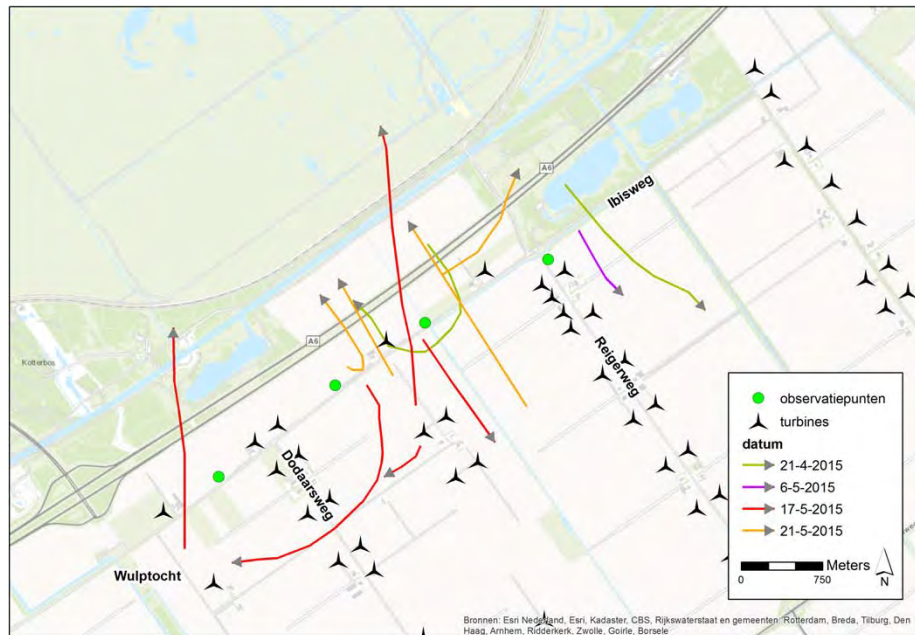 A6
Ibisweg
A6
Kotterbos
Reigerweg
Dodaarsweg
Wulptocht
observatiepunten
turbines
datum
21-4-2015
6-5-2015
17-5-2015
21-5-2015
Meters
0 750
N
Bronnen: Esri Nederland, Esri, Kadaster, CBS, Rijkswaterstaat en gemeenten: Rotterdam, Breda, Tilburg, Den
Haag, Arnhem, Ridderkerk, Zwolle, Goirle, Borsele